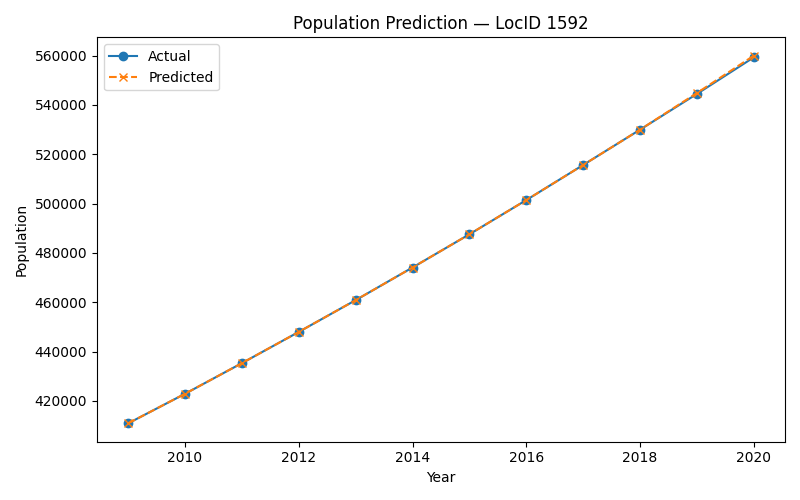 Population Prediction — LocID 1592
Actual
Predicted
Population
560000
540000
520000
500000
480000
460000
440000
420000
2010 2012 2014 2016 2018 2020
Year